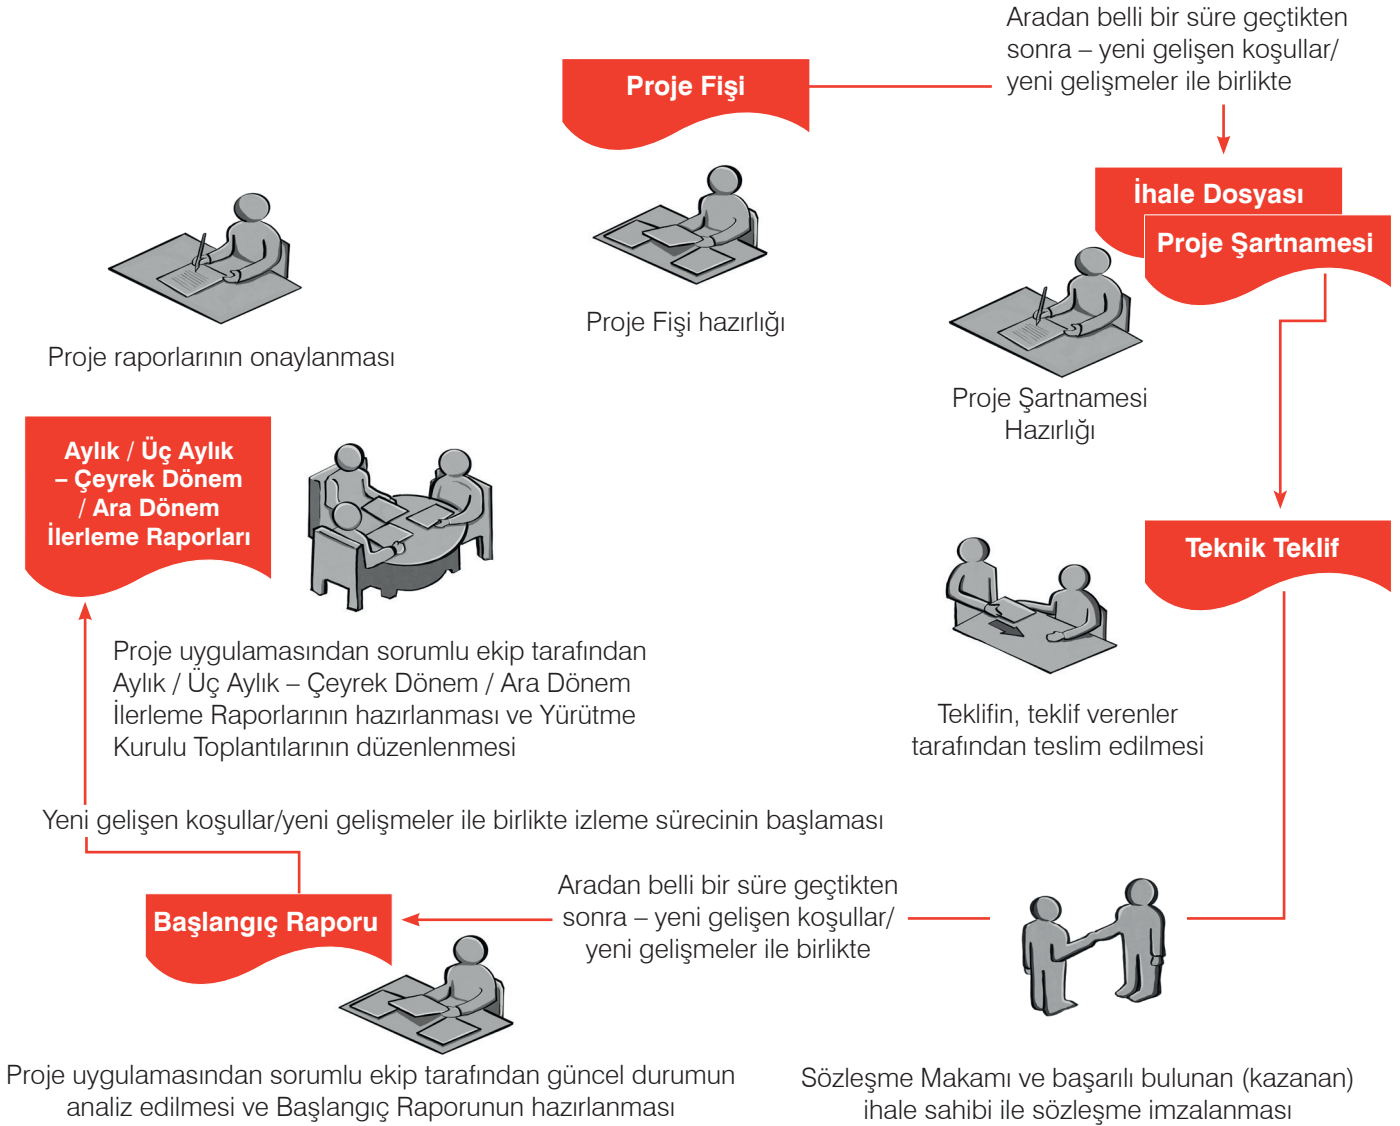 Aradan belli bir süre geçtikten
sonra – yeni gelişen koşullar/
yeni gelişmeler ile birlikte
Proje Fişi
İhale Dosyası
Proje Şartnamesi
Proje Fişi hazırlığı
Proje raporlarının onaylanması
Proje Şartnamesi
Hazırlığı
Aylık / Üç Aylık
– Çeyrek Dönem
/ Ara Dönem
İlerleme Raporları
Teknik Teklif
Proje uygulamasından sorumlu ekip tarafından
Aylık / Üç Aylık – Çeyrek Dönem / Ara Dönem
İlerleme Raporlarının hazırlanması ve Yürütme
Kurulu Toplantılarının düzenlenmesi
Teklifin, teklif verenler
tarafından teslim edilmesi
Yeni gelişen koşullar/yeni gelişmeler ile birlikte izleme sürecinin başlaması
Aradan belli bir süre geçtikten
sonra – yeni gelişen koşullar/
yeni gelişmeler ile birlikte
Başlangıç Raporu
Proje uygulamasından sorumlu ekip tarafından güncel durumun
analiz edilmesi ve Başlangıç Raporunun hazırlanması
Sözleşme Makamı ve başarılı bulunan (kazanan)
ihale sahibi ile sözleşme imzalanması